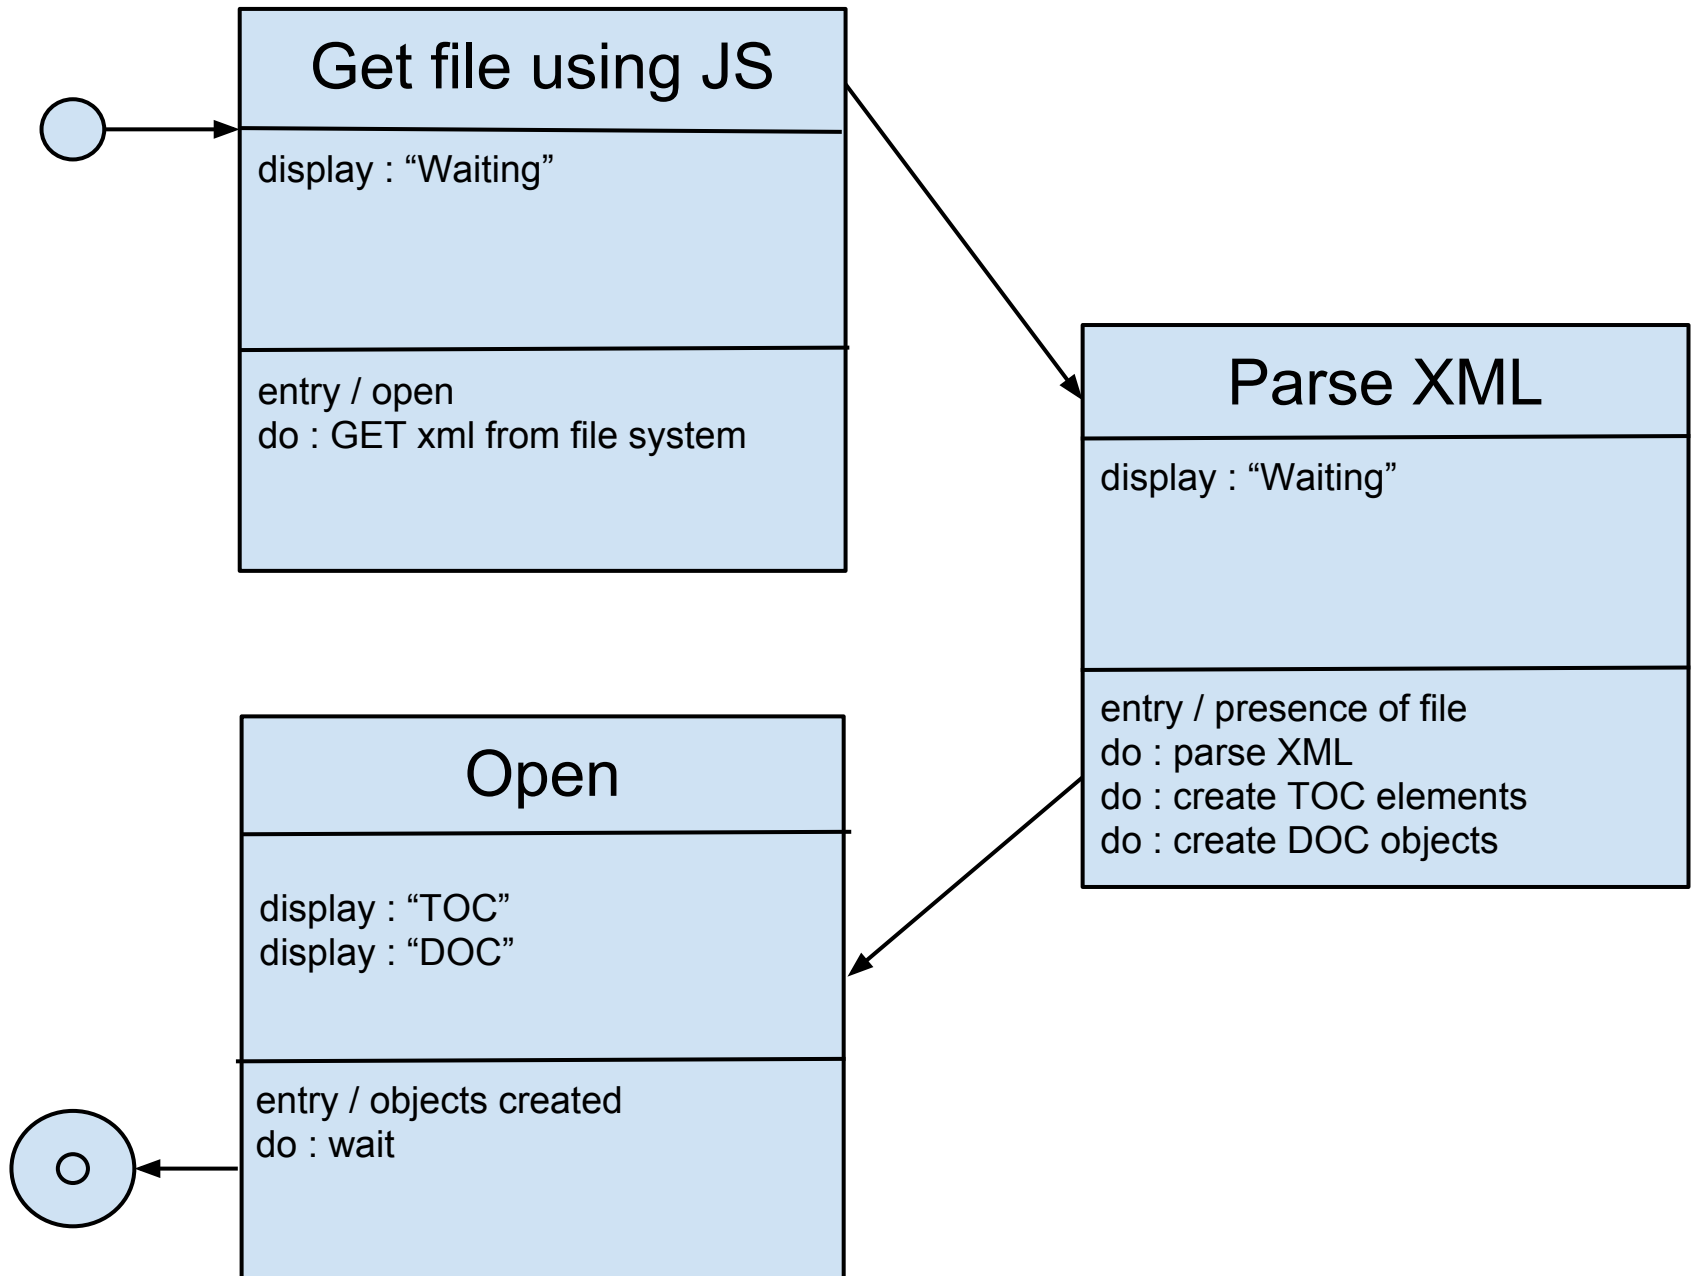 Get file using JS
display : “Waiting”
entry / open
do : GET xml from file system
Parse XML
display : “Waiting”
entry / presence of file
do : parse XML
do : create TOC elements
do : create DOC objects
Open
display : “TOC”
display : “DOC”
entry / objects created
do : wait